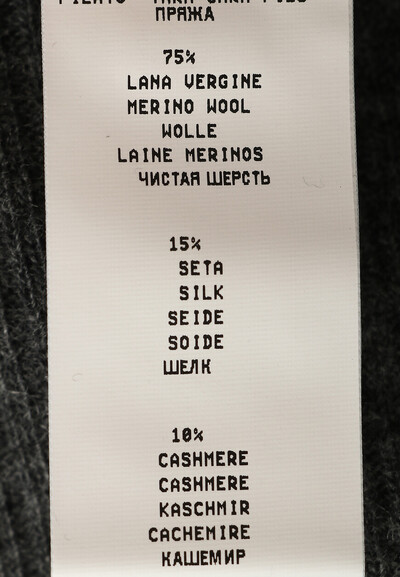 ПРЯЖА
75%
LANA VERGINE
MERINO WOOL
WOLLE
LAINE MERINOS
ЧИСТАЯ ШЕРСТЬ
15%
SETA
SILK
SEIDE
SOIDE
ШЕЛК
10%
CASHMERE
CASHMERE
KASCHMIR
CACHEMIRE
КАШЕМИР